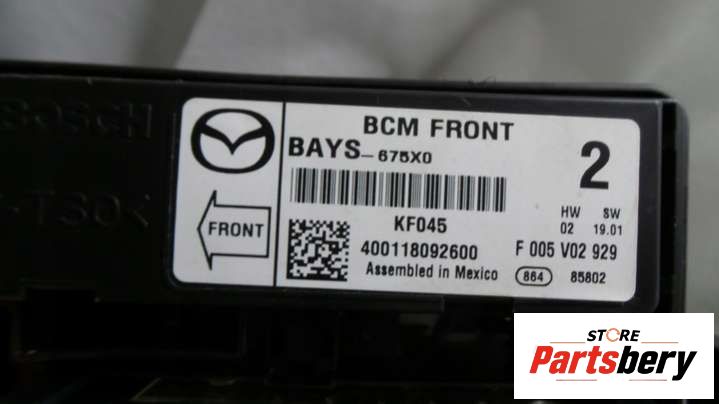 BOSCH
BCM FRONT
BAYS-675X0
2
FRONT
KF045
HW SW
02 19.01
400118092600
F 005 V02 929
Assembled in Mexico
864
85802
STORE
Partsbery